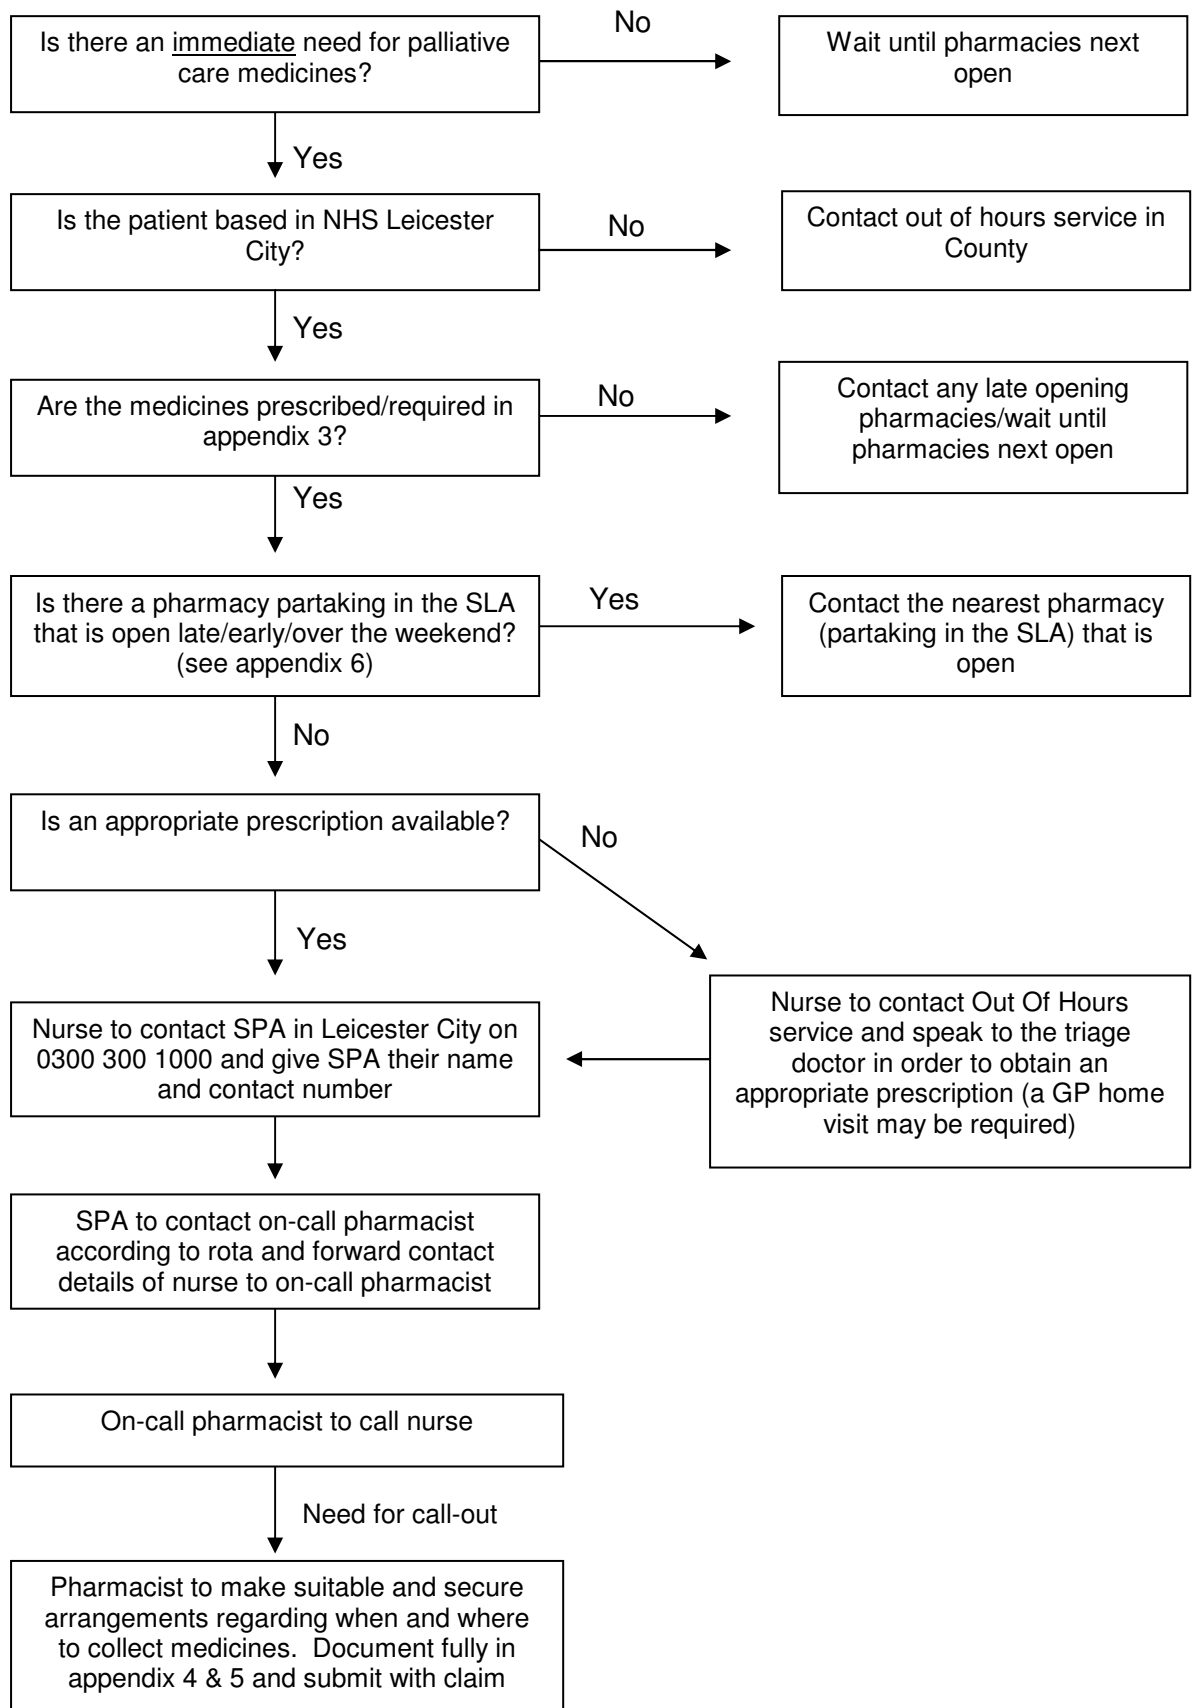 Is there an immediate need for palliative
care medicines?
No
Wait until pharmacies next
open
Yes
Is the patient based in NHS Leicester
City?
No
Contact out of hours service in
County
Yes
Are the medicines prescribed/required in
appendix 3?
No
Contact any late opening
pharmacies/wait until
pharmacies next open
Yes
Is there a pharmacy partaking in the SLA
that is open late/early/over the weekend?
(see appendix 6)
Yes
Contact the nearest pharmacy
(partaking in the SLA) that is
open
No
Is an appropriate prescription available?
No
Yes
Nurse to contact Out Of Hours
service and speak to the triage
doctor in order to obtain an
appropriate prescription (a GP home
visit may be required)
Nurse to contact SPA in Leicester City on
0300 300 1000 and give SPA their name
and contact number
SPA to contact on-call pharmacist
according to rota and forward contact
details of nurse to on-call pharmacist
On-call pharmacist to call nurse
Need for call-out
Pharmacist to make suitable and secure
arrangements regarding when and where
to collect medicines.  Document fully in
appendix 4 & 5 and submit with claim